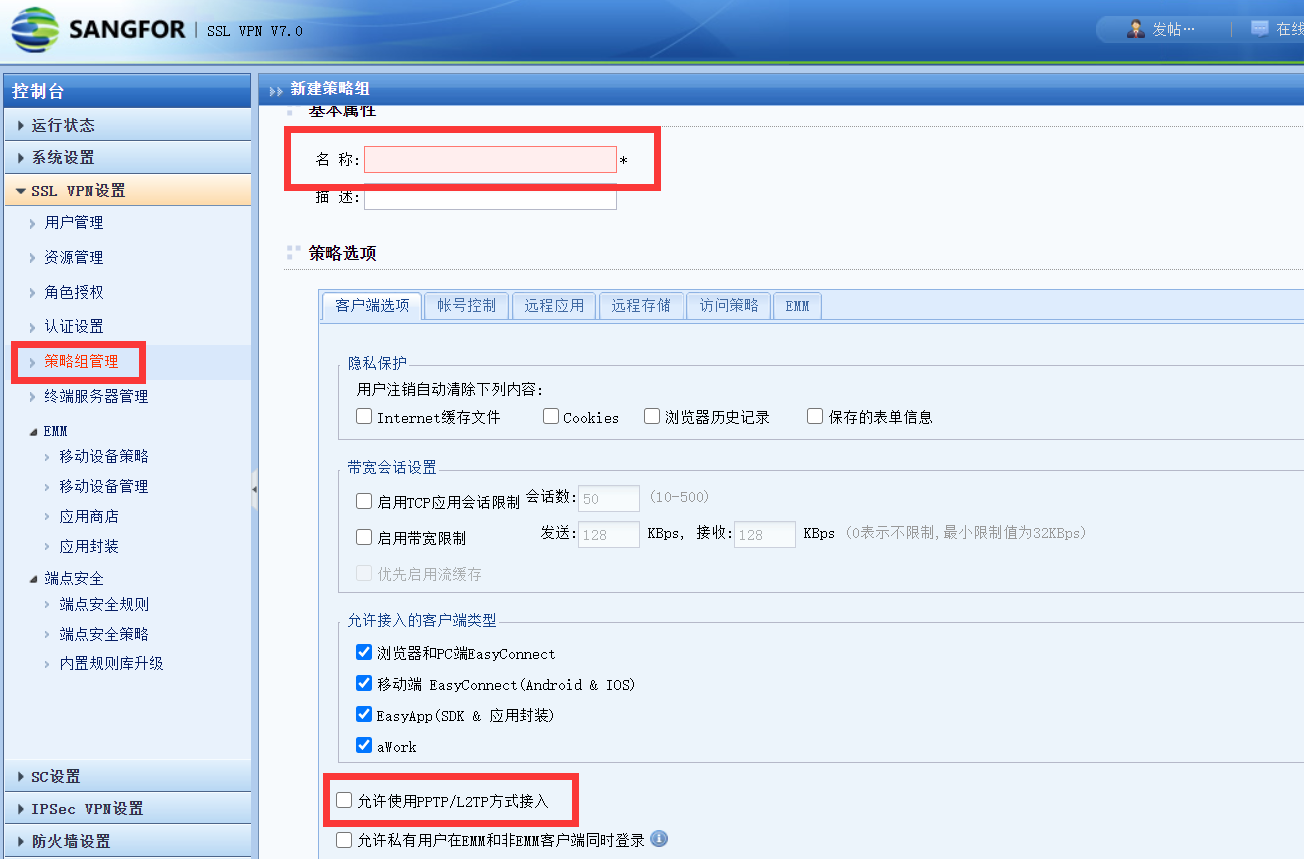 SANGFOR | SSL VPN V7.0
发帖…
在线
控制台
运行状态
系统设置
SSL VPN设置
用户管理
资源管理
角色授权
认证设置
策略组管理
终端服务器管理
EMM
移动设备策略
移动设备管理
应用商店
应用封装
端点安全
端点安全规则
端点安全策略
内置规则库升级
SC设置
IPSec VPN设置
防火墙设置
新建策略组
基本属性
名 称: *
描 述:
策略选项
客户端选项 帐号控制 远程应用 远程存储 访问策略 EMM
隐私保护
用户注销自动清除下列内容:
Internet缓存文件 Cookies 浏览器历史记录 保存的表单信息
带宽会话设置
启用TCP应用会话限制 会话数: 50 (10-500)
启用带宽限制 发送: 128 KBps, 接收: 128 KBps (0表示不限制,最小限制值为32KBps)
优先启用流缓存
允许接入的客户端类型
浏览器和PC端EasyConnect
移动端 EasyConnect(Android & IOS)
EasyApp(SDK & 应用封装)
aWork
允许使用PPTP/L2TP方式接入
允许私有用户在EMM和非EMM客户端同时登录